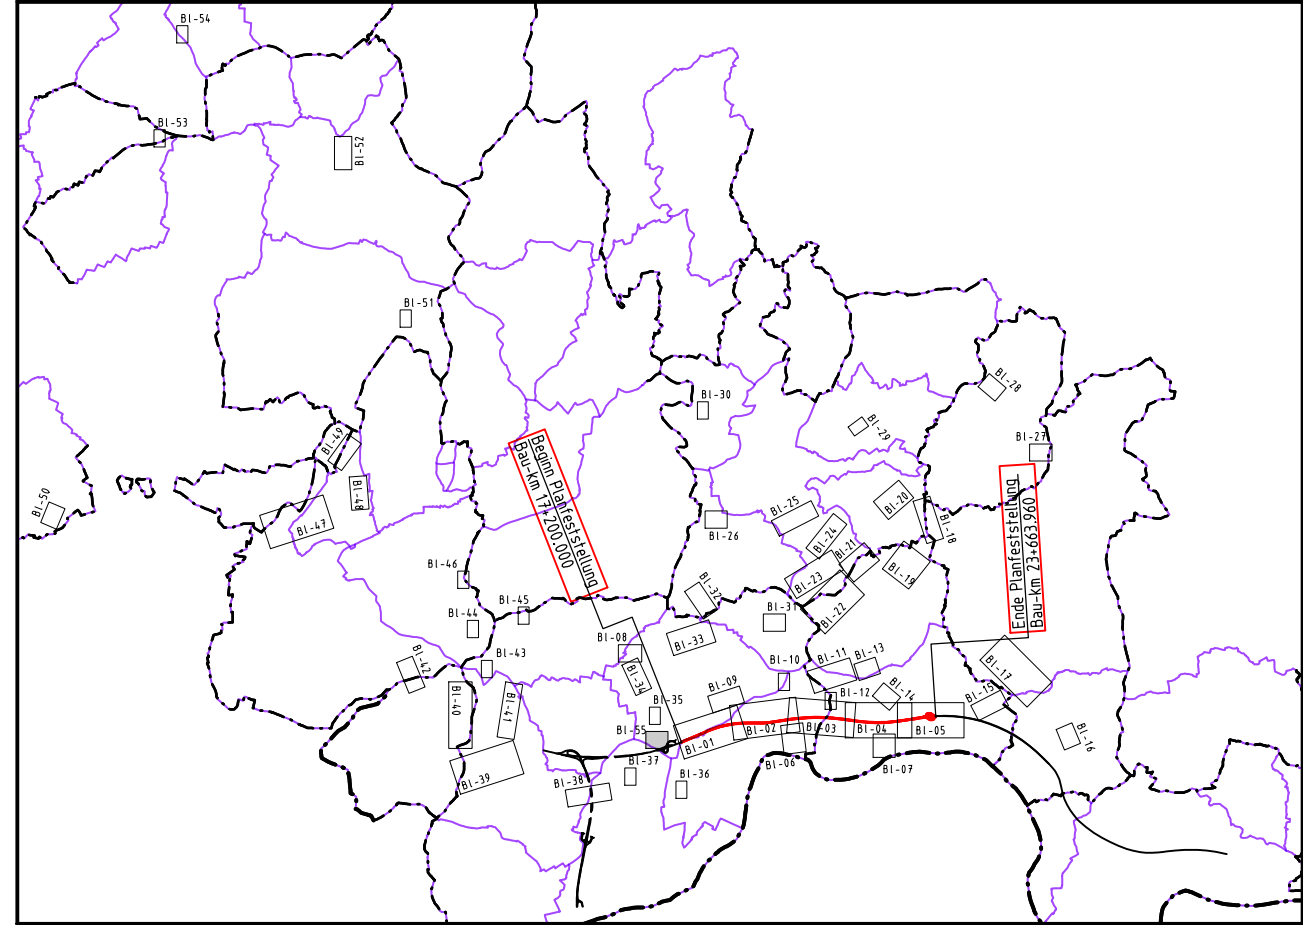 Bl-54
Bl-53
Bl-52
Bl-51
Bl-50
Bl-49
Bl-48
Bl-47
Bl-46
Bl-45
Bl-44
Bl-43
Bl-42
Bl-41
Bl-40
Bl-39
Bl-38
Bl-37
Bl-36
Bl-55
Bl-35
Bl-34
Bl-08
Bl-33
Bl-32
Bl-31
Bl-30
Bl-29
Bl-28
Bl-27
Bl-26
Bl-25
Bl-24
Bl-23
Bl-22
Bl-21
Bl-20
Bl-19
Bl-18
Bl-17
Bl-16
Bl-15
Bl-14
Bl-13
Bl-12
Bl-11
Bl-10
Bl-09
Bl-01
Bl-02
Bl-03
Bl-04
Bl-05
Bl-06
Bl-07
Beginn Planfeststellung
Bau-km 17+200.000
Ende Planfeststellung
Bau-km 23+663.960